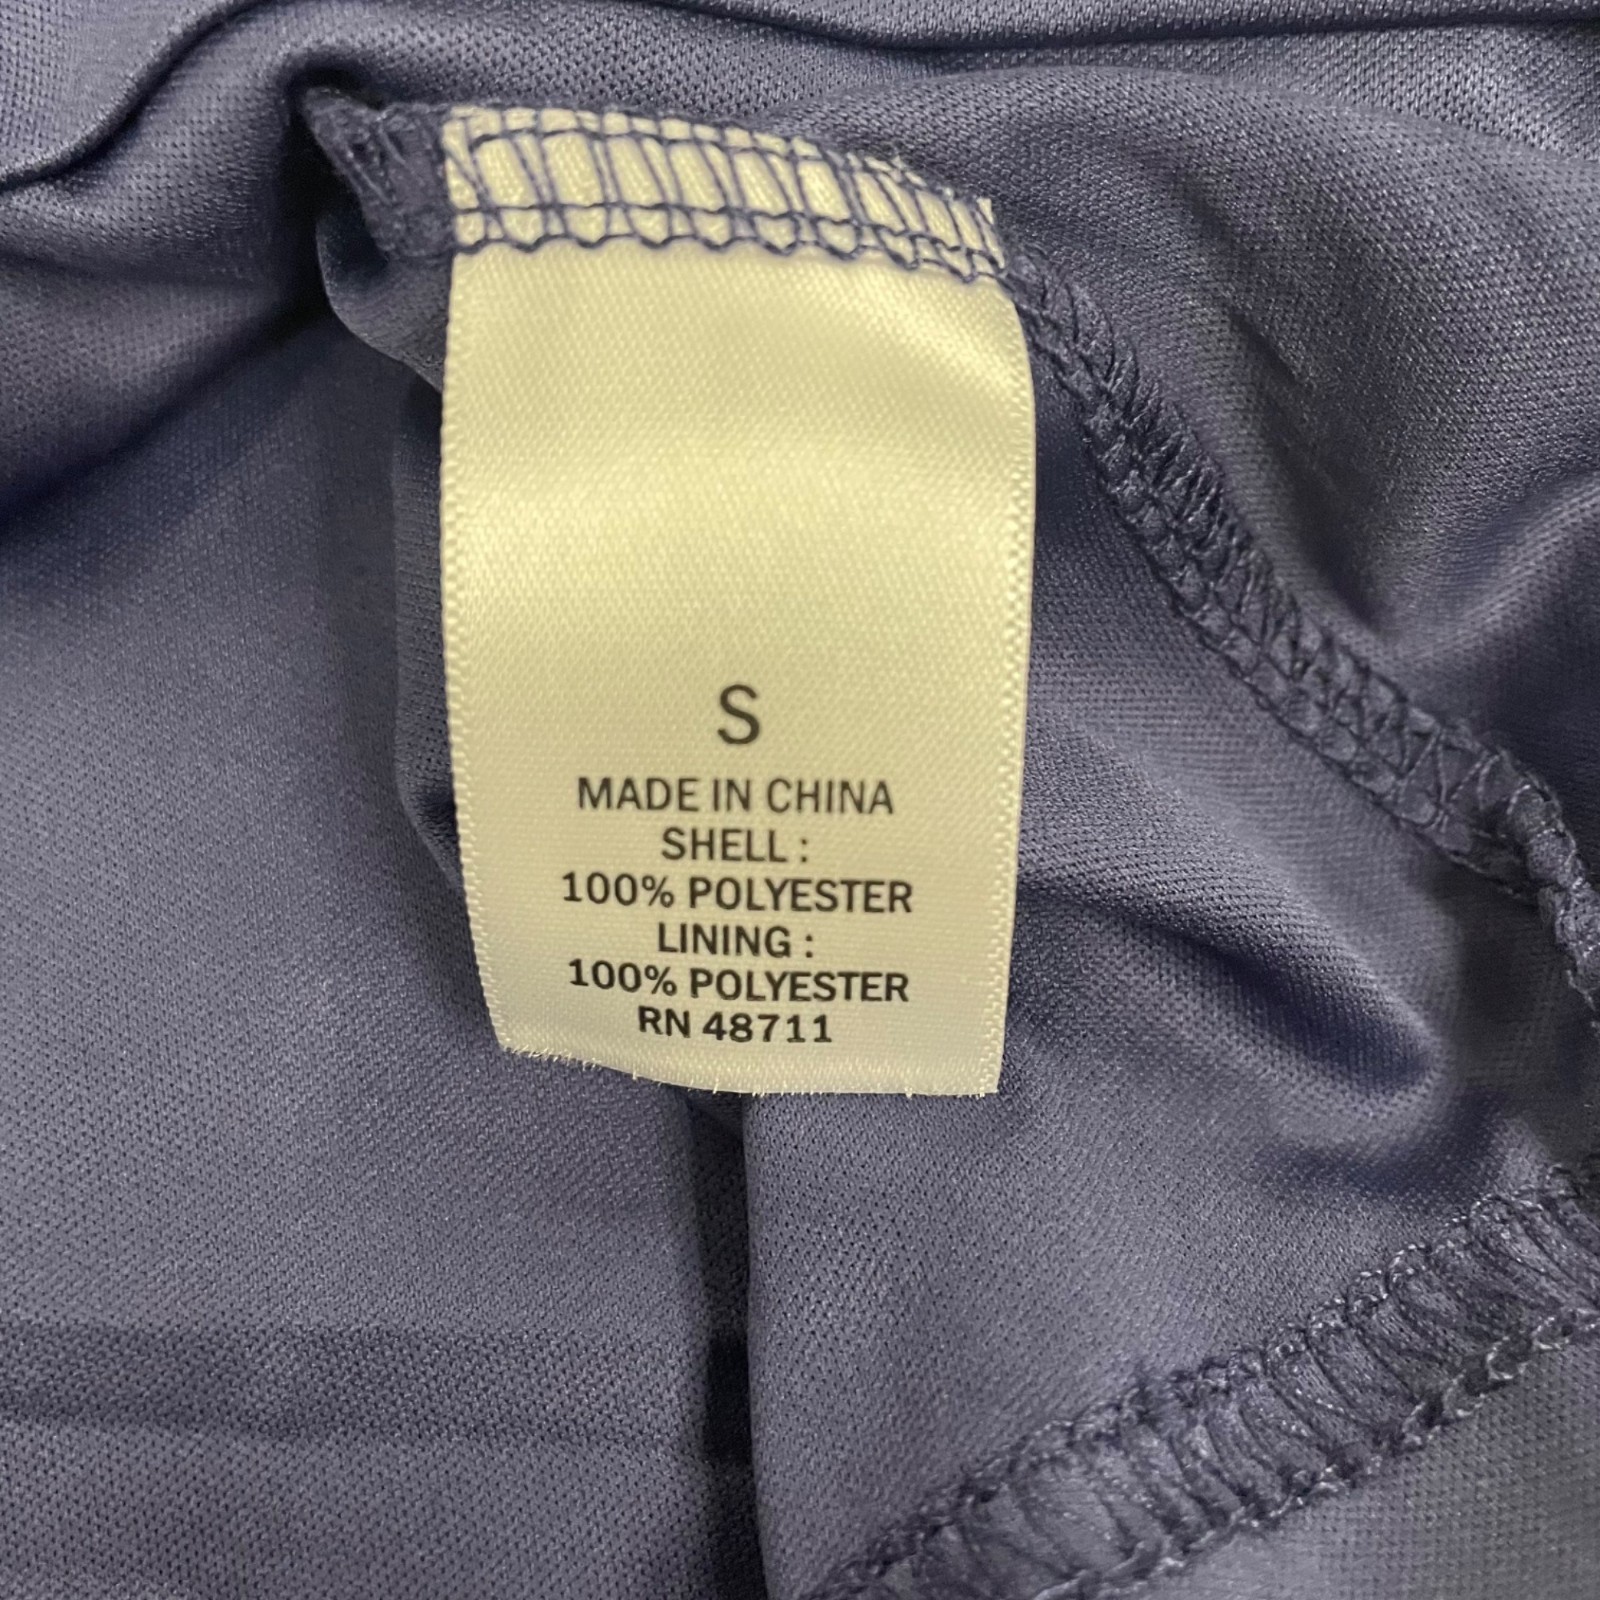 S
MADE IN CHINA
SHELL :
100% POLYESTER
LINING :
100% POLYESTER
RN 48711